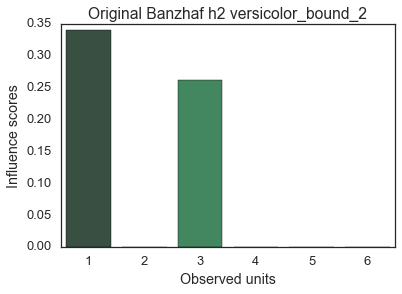 Original Banzhaf h2 versicolor_bound_2
0.35
0.30
0.25
0.20
0.15
0.10
0.05
0.00
Influence scores
1 2 3 4 5 6
Observed units